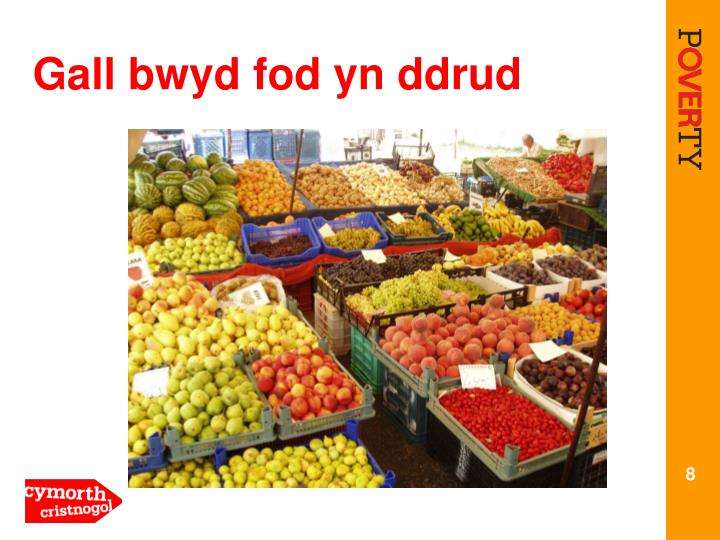 Gall bwyd fod yn ddrud
POVERTY
8
cymorth
cristnogol